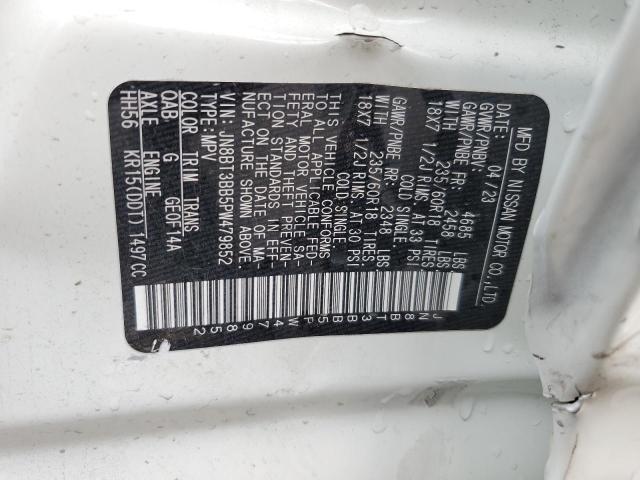 MFD BY NISSAN MOTOR CO.,LTD.
DATE: 04/23
GVWR/PNBV: 4685 LBS
GAWR/PNBE FR: 2458 LBS
WITH 235/60R18 TIRES
18X7 1/2J RIMS, AT 33 PSI
COLD SINGLE.
GAWR/PNBE RR: 2348 LBS
WITH 235/60R18 TIRES
18X7 1/2J RIMS, AT 30 PSI
COLD SINGLE.
THIS VEHICLE CONFORMS
TO ALL APPLICABLE FED-
ERAL MOTOR VEHICLE SA-
FETY AND THEFT PREVEN-
TION STANDARDS IN EFF-
ECT ON THE DATE OF MA-
NUFACTURE SHOWN ABOVE.
VIN: JN8BT3BB5PW479852
TYPE: MPV
COLOR TRIM TRANS
QAB G GEOF14A
AXLE ENGINE
HH56 KR15(DDT) 1497CC
JN8BT3BB5PW479852